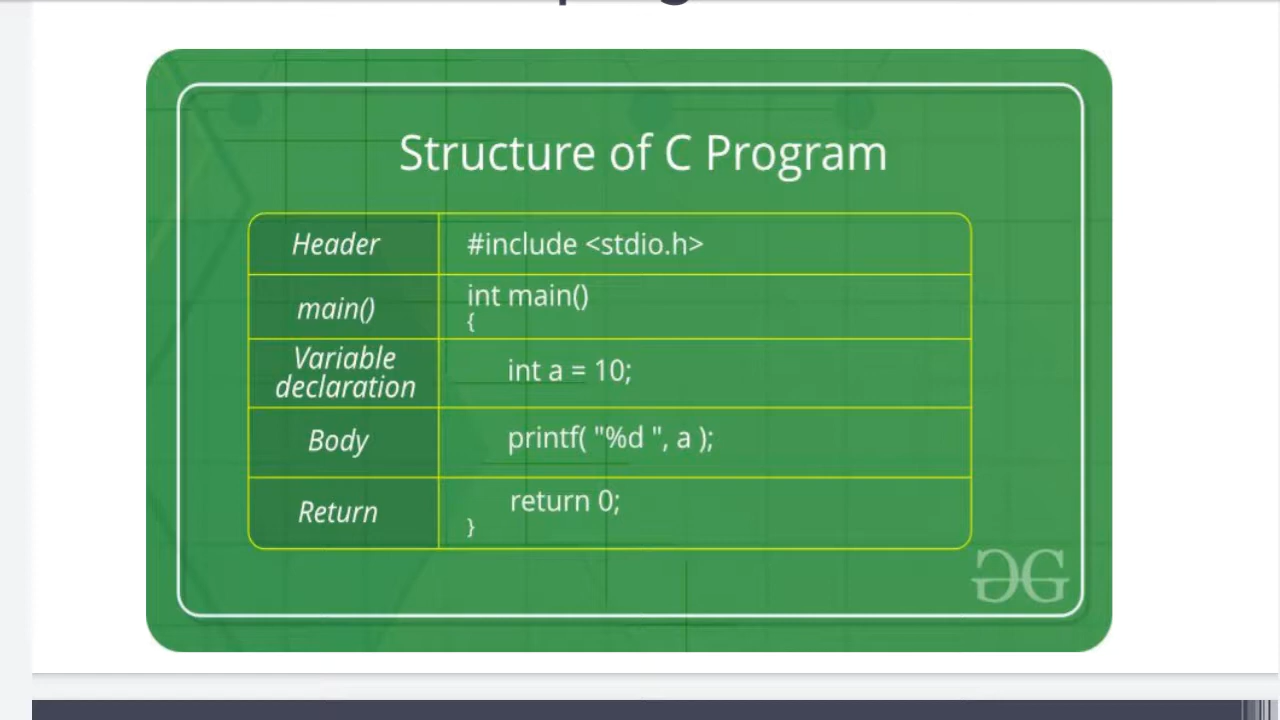 Structure of C Program
Header
#include <stdio.h>
main()
int main()
{
Variable
declaration
int a = 10;
Body
printf( "%d ", a );
Return
return 0;
}